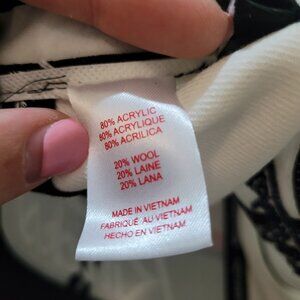 80% ACRYLIC
80% ACRYLIQUE
80% ACRILICA
20% WOOL
20% LAINE
20% LANA
MADE IN VIETNAM
FABRIQUÉ AU VIETNAM
HECHO EN VIETNAM